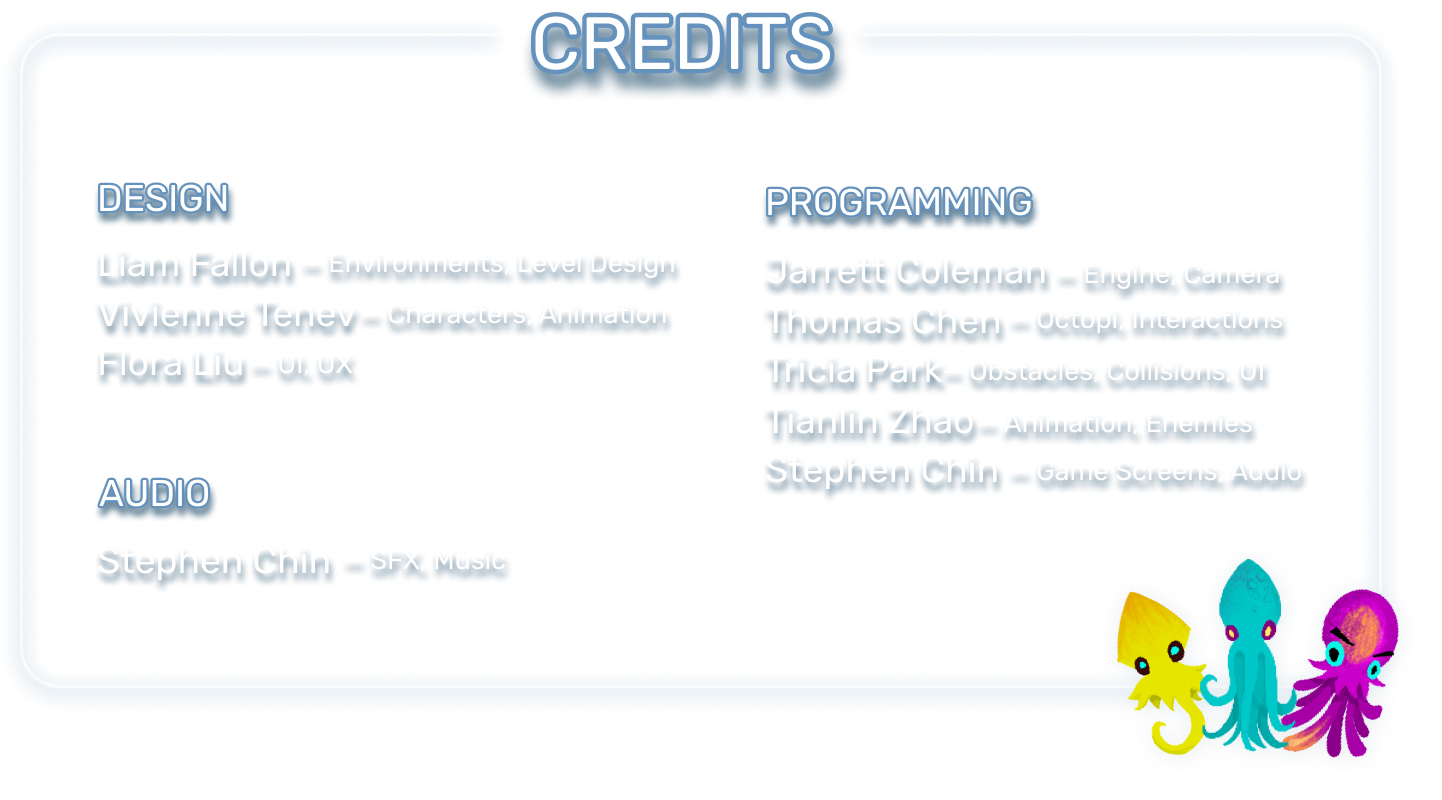 CREDITS
DESIGN
Liam Fallon – Environments, Level Design
Vivienne Tenev – Characters, Animation
Flora Liu – UI, UX
AUDIO
Stephen Chin – SFX, Music
PROGRAMMING
Jarrett Coleman – Engine, Camera
Thomas Chen – Octopi, Interactions
Tricia Park– Obstacles, Collisions, UI
Tianlin Zhao – Animation, Enemies
Stephen Chin – Game Screens, Audio